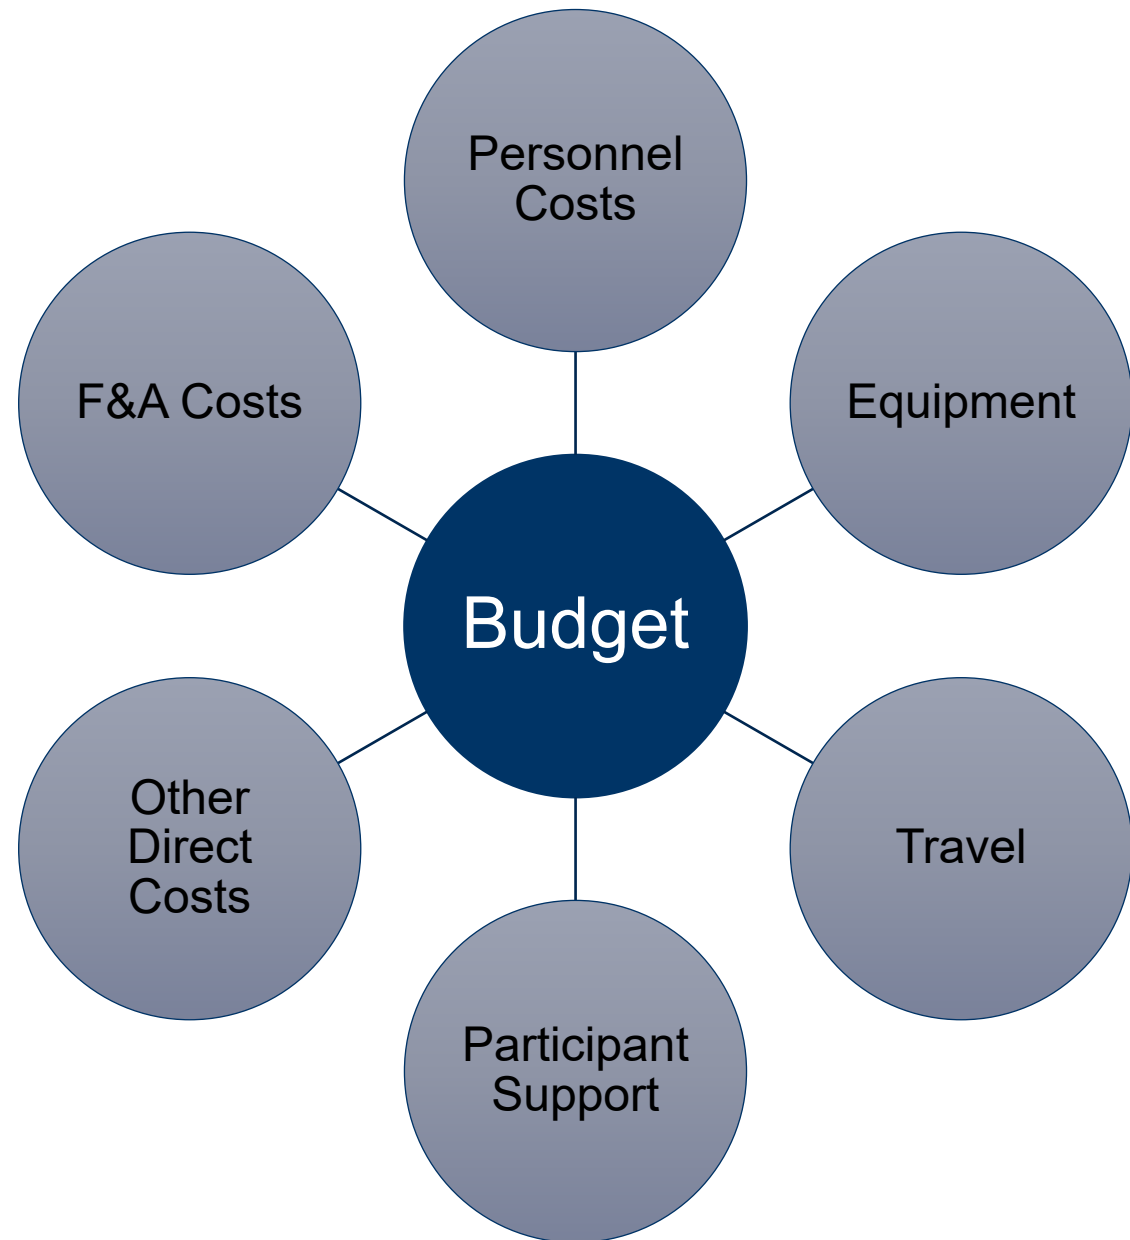 Personnel
Costs
F&A Costs
Equipment
Budget
Other
Direct
Costs
Travel
Participant
Support